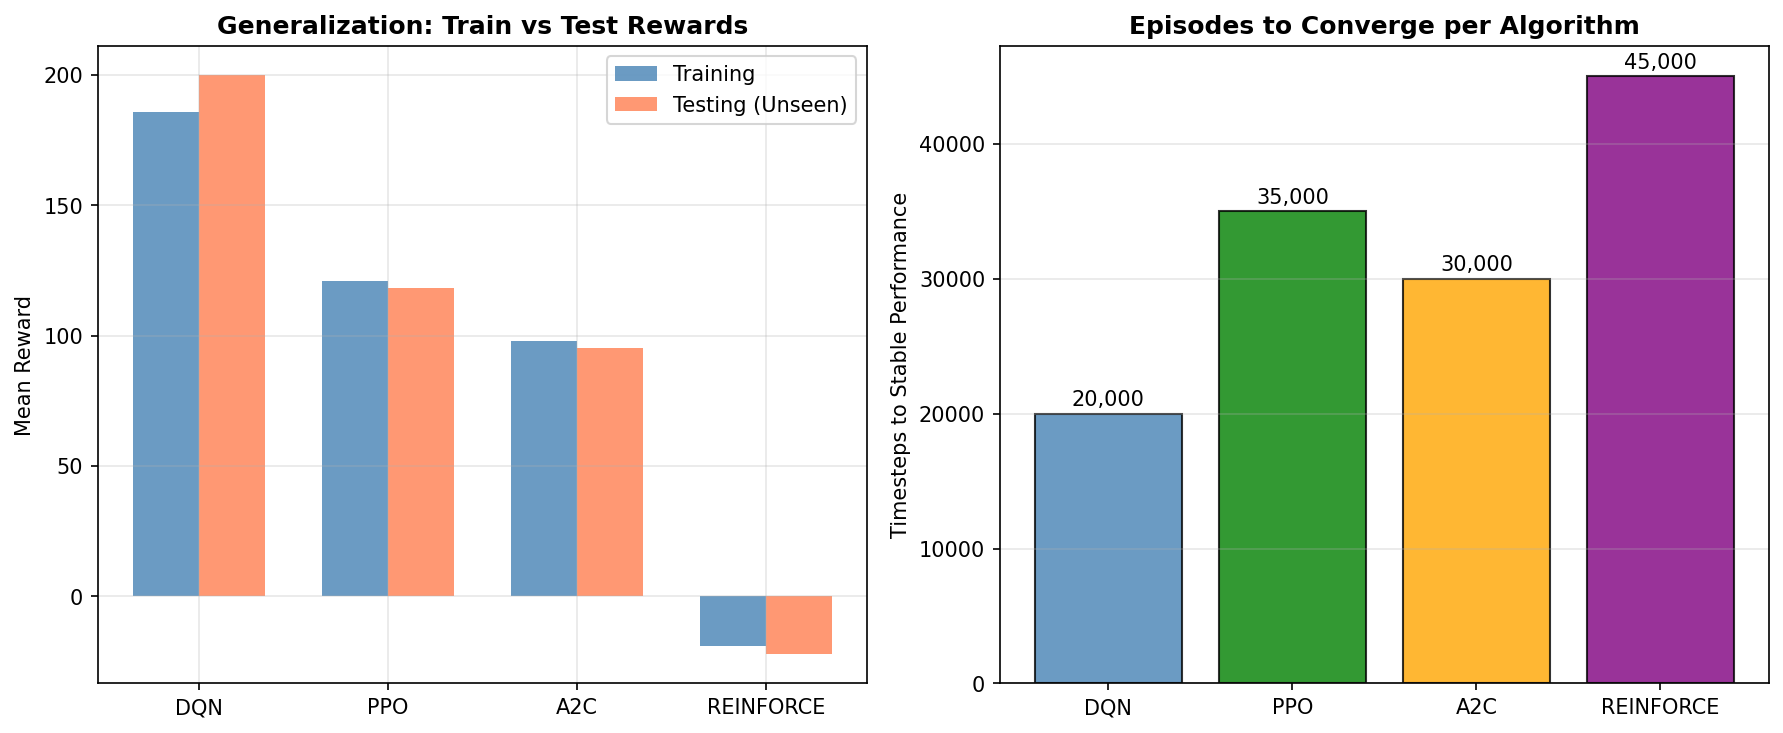 Generalization: Train vs Test Rewards
Training
Testing (Unseen)
Mean Reward
200
150
100
50
0
DQN
PPO
A2C
REINFORCE
Episodes to Converge per Algorithm
Timesteps to Stable Performance
40000
30000
20000
10000
0
20,000
35,000
30,000
45,000
DQN
PPO
A2C
REINFORCE